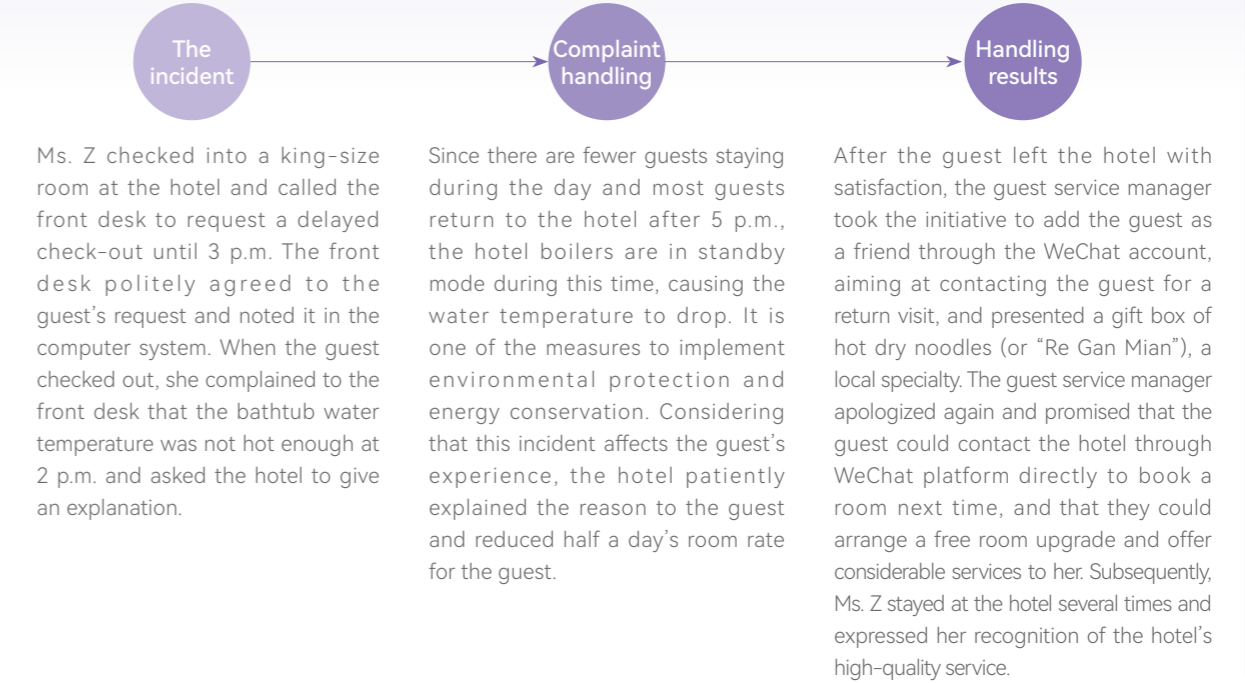 The
incident
Complaint
handling
Handling
results
Ms. Z checked into a king-size
room at the hotel and called the
front desk to request a delayed
check-out until 3 p.m. The front
desk politely agreed to the
guest’s request and noted it in the
computer system. When the guest
checked out, she complained to the
front desk that the bathtub water
temperature was not hot enough at
2 p.m. and asked the hotel to give
an explanation.
Since there are fewer guests staying
during the day and most guests
return to the hotel after 5 p.m.,
the hotel boilers are in standby
mode during this time, causing the
water temperature to drop. It is
one of the measures to implement
environmental protection and
energy conservation. Considering
that this incident affects the guest’s
experience, the hotel patiently
explained the reason to the guest
and reduced half a day’s room rate
for the guest.
After the guest left the hotel with
satisfaction, the guest service manager
took the initiative to add the guest as
a friend through the WeChat account,
aiming at contacting the guest for a
return visit, and presented a gift box of
hot dry noodles (or “Re Gan Mian”), a
local specialty. The guest service manager
apologized again and promised that the
guest could contact the hotel through
WeChat platform directly to book a
room next time, and that they could
arrange a free room upgrade and offer
considerable services to her. Subsequently,
Ms. Z stayed at the hotel several times and
expressed her recognition of the hotel’s
high-quality service.